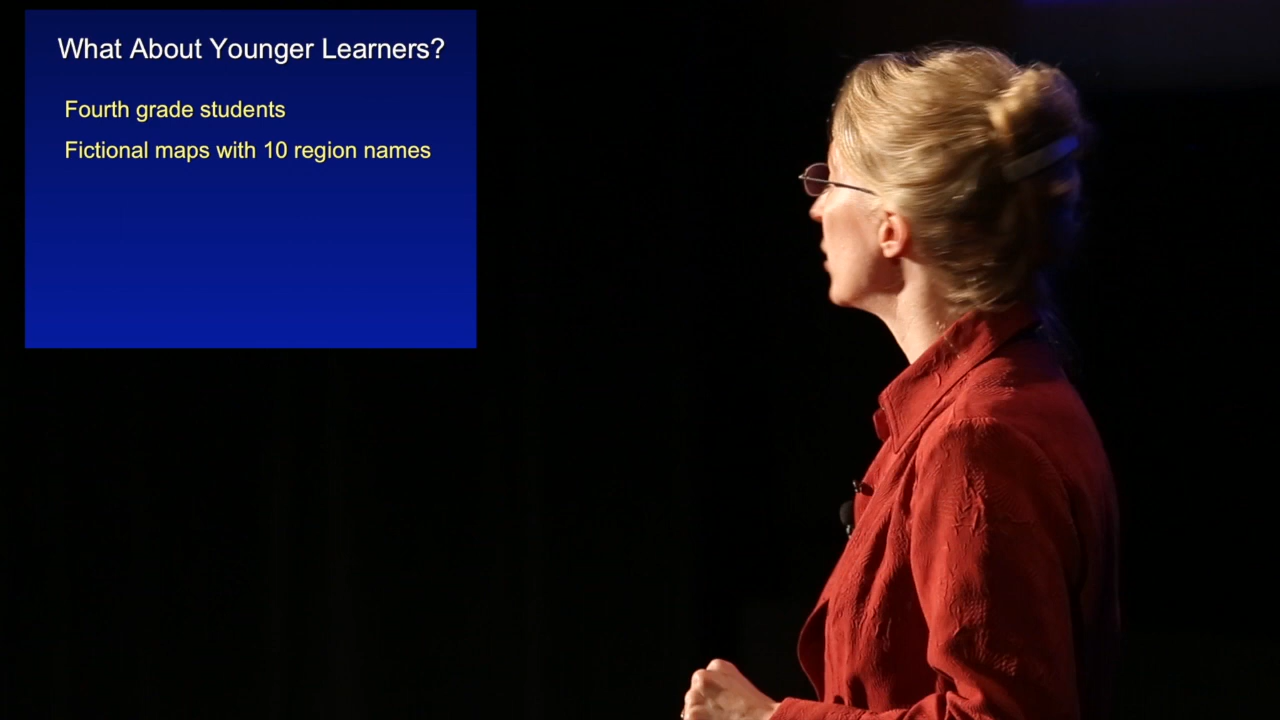 What About Younger Learners?
Fourth grade students
Fictional maps with 10 region names